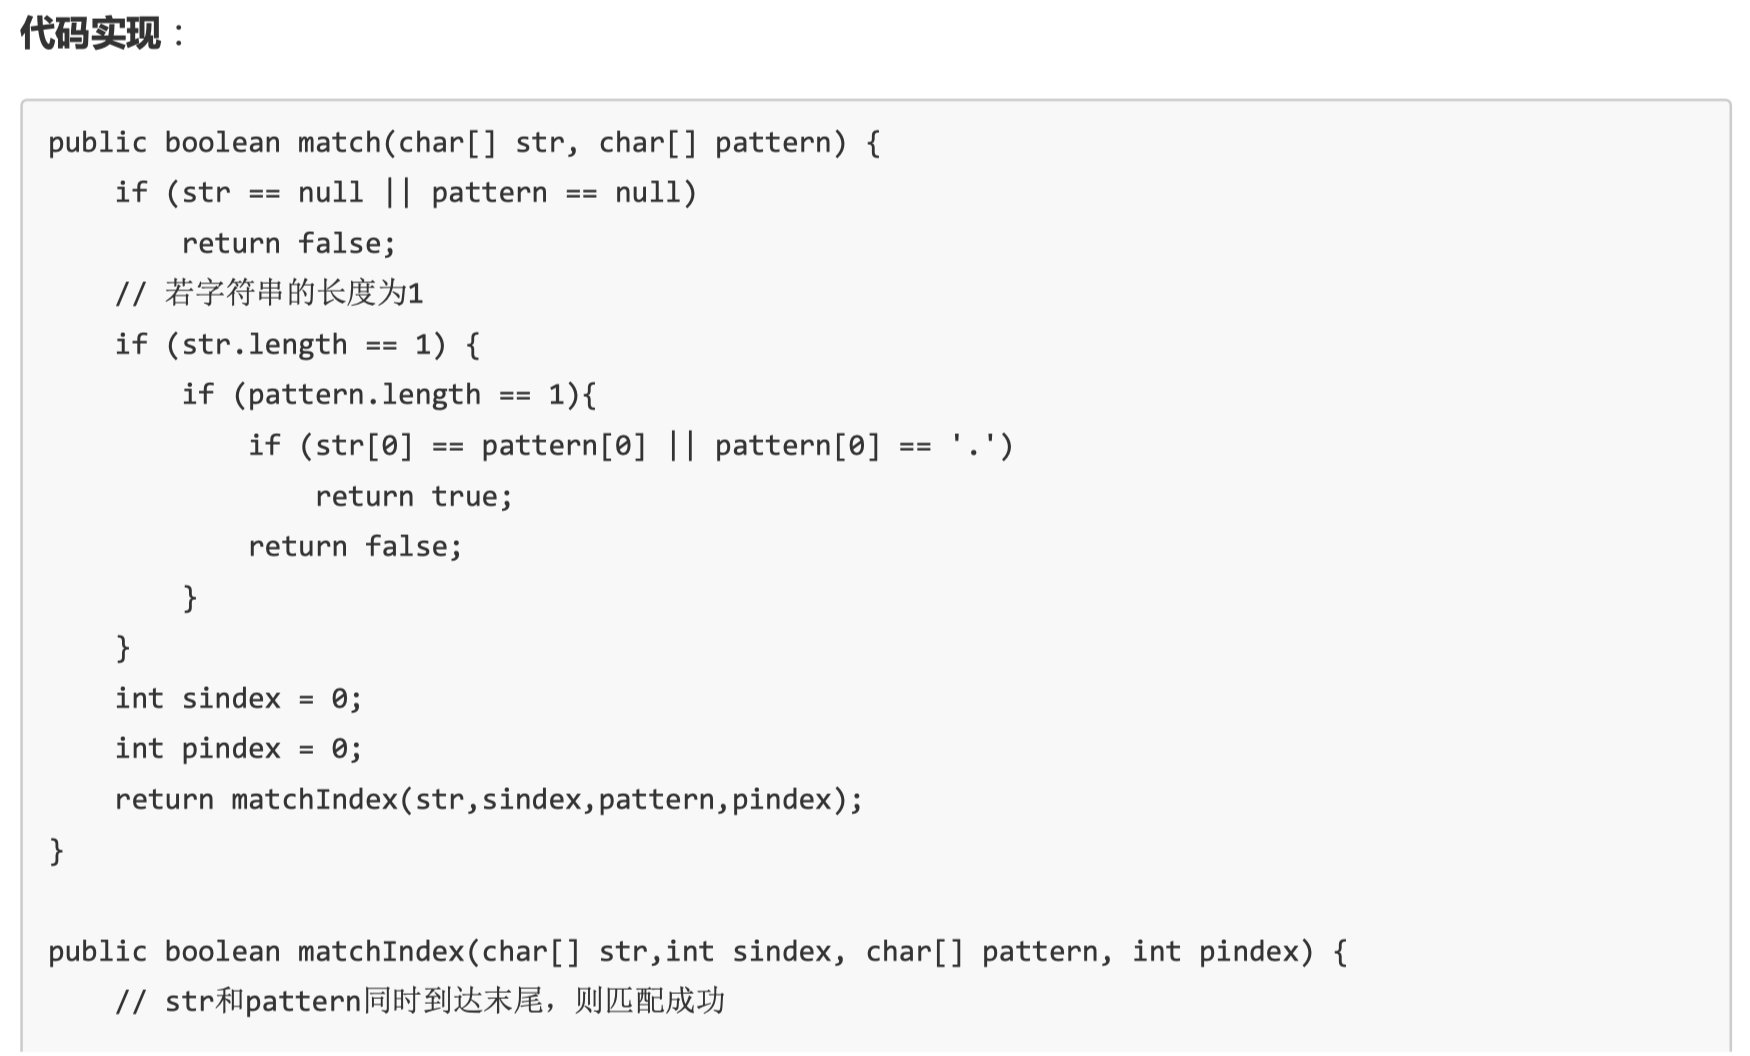 代码实现：
public boolean match(char[] str, char[] pattern) {
    if (str == null || pattern == null)
        return false;
    // 若字符串的长度为1
    if (str.length == 1) {
        if (pattern.length == 1){
            if (str[0] == pattern[0] || pattern[0] == '.')
                return true;
            return false;
        }
    }
    int sindex = 0;
    int pindex = 0;
    return matchIndex(str,sindex,pattern,pindex);
}
public boolean matchIndex(char[] str,int sindex, char[] pattern, int pindex) {
    // str和pattern同时到达末尾，则匹配成功